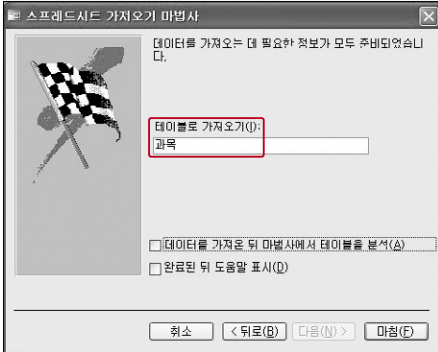 스프레드시트 가져오기 마법사
데이터를 가져오는 데 필요한 정보가 모두 준비되었습니
다.
테이블로 가져오기(I):
과목
데이터를 가져온 뒤 마법사에서 테이블을 분석(A)
완료된 뒤 도움말 표시(D)
취소 < 뒤로(B) 다음(N) > 마침(F)